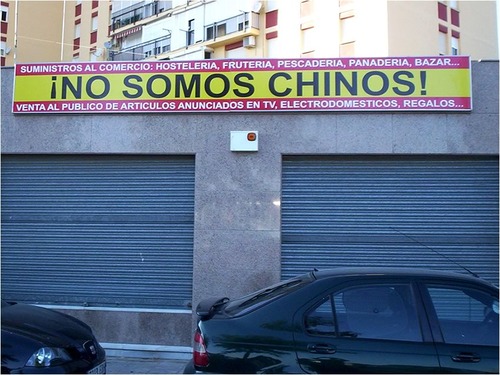 SUMINISTROS AL COMERCIO: HOSTELERIA, FRUTERIA, PESCADERIA, PANADERIA, BAZAR...
¡NO SOMOS CHINOS!
VENTA AL PUBLICO DE ARTICULOS ANUNCIADOS EN TV, ELECTRODOMESTICOS, REGALOS...